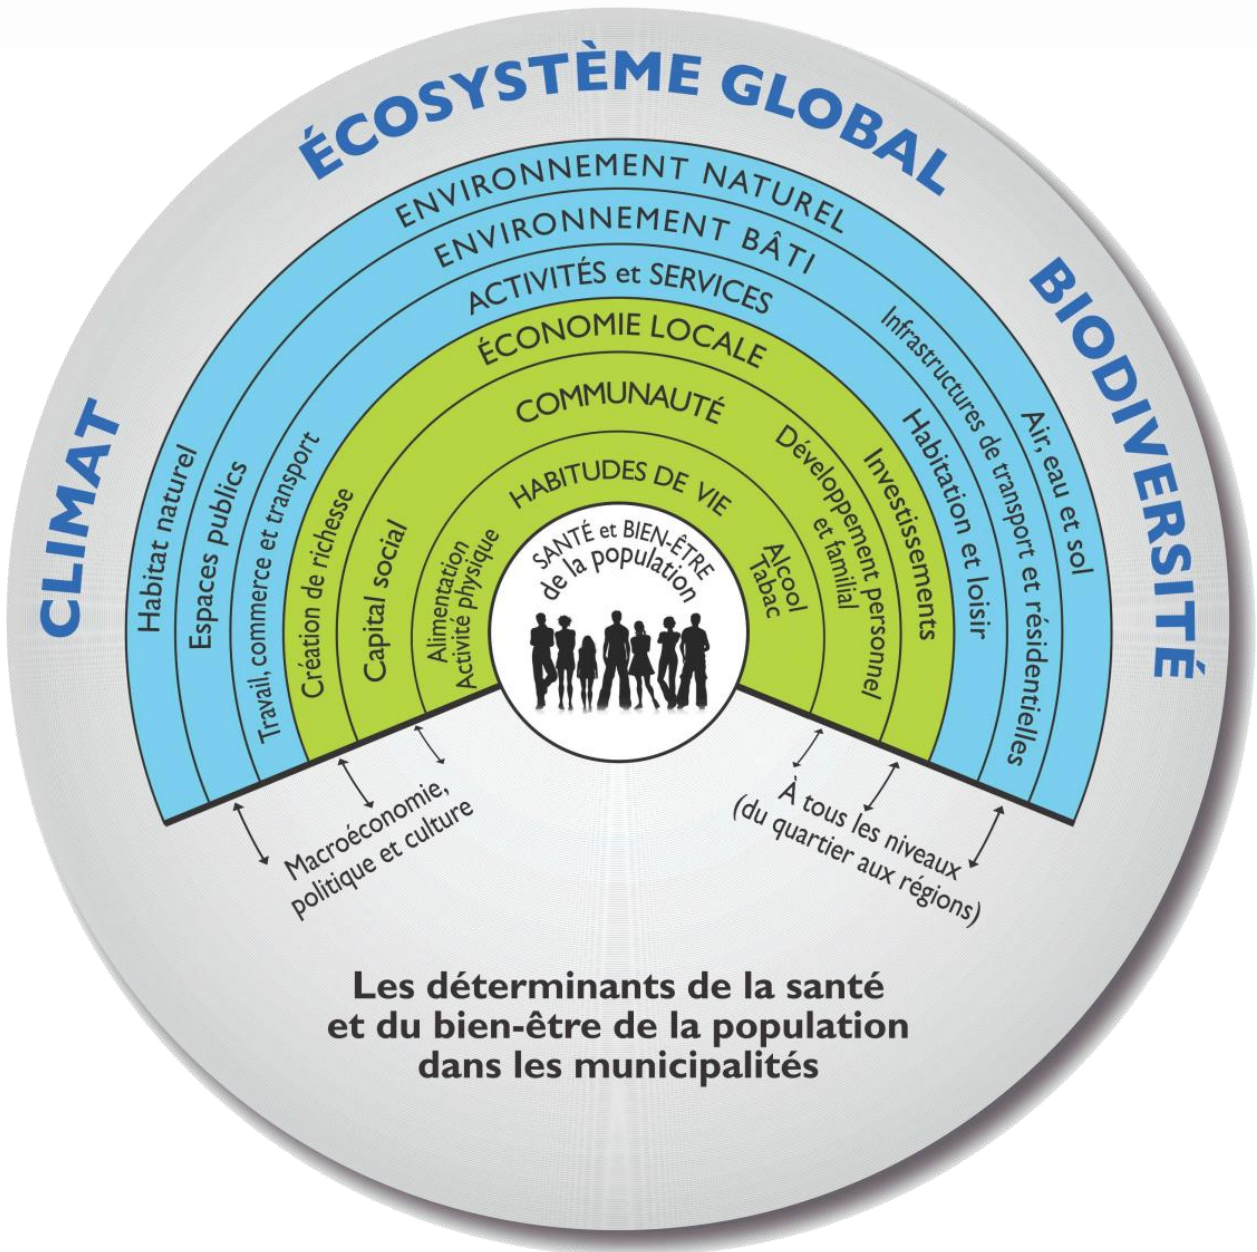 ÉCOSYSTÈME GLOBAL
CLIMAT
BIODIVERSITÉ
ENVIRONNEMENT NATUREL
Habitat naturel
Air, eau et sol
ENVIRONNEMENT BÂTI
Espaces publics
Infrastructures de transport et résidentielles
ACTIVITÉS et SERVICES
Travail, commerce et transport
Habitation et loisir
ÉCONOMIE LOCALE
Création de richesse
Investissements
COMMUNAUTÉ
Capital social
Développement personnel
et familial
HABITUDES DE VIE
Alimentation
Activité physique
Alcool
Tabac
SANTÉ et BIEN-ÊTRE
de la population
Macroéconomie,
politique et culture
À tous les niveaux
(du quartier aux régions)
Les déterminants de la santé
et du bien-être de la population
dans les municipalités